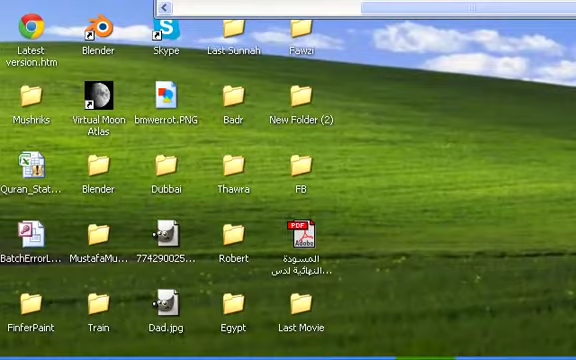 Latest version.htm
Blender
Skype
Last Sunnah
Fawzi
Mushriks
Virtual Moon Atlas
bmwerrot.PNG
Badr
New Folder (2)
Quran_Stat...
Blender
Dubbai
Thawra
FB
BatchErrorL...
MustafaMu...
774290025...
Robert
PDF
Adobe
المسودة
النهائية لدس...
FinferPaint
Train
Dad.jpg
Egypt
Last Movie